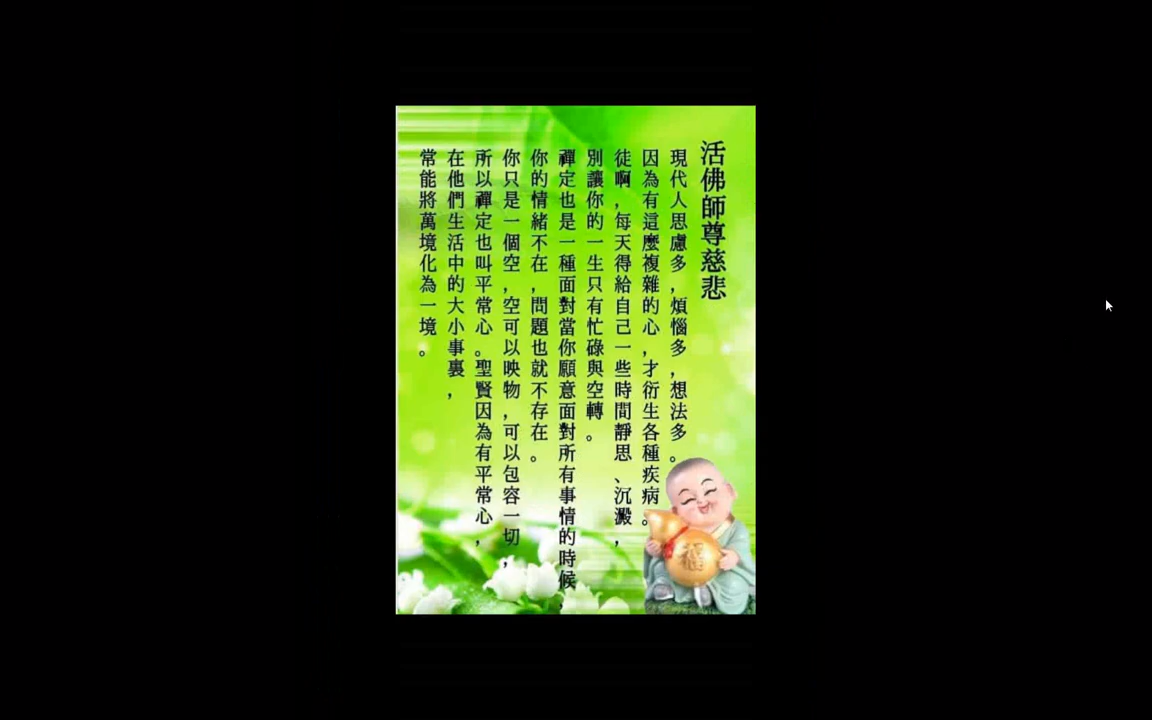 活佛師尊慈悲
現代人思慮多，煩惱多，想法多。
因為有這麼複雜的心，才衍生各種疾病。
徒啊，每天得給自己一些時間靜思、沉澱，
別讓你的一生只有忙碌與空轉。
禪定也是一種面對當你願意面對所有事情的時候
你的情緒不在，問題也就不存在。
你只是一個空，空可以映物，可以包容一切，
所以禪定也叫平常心。聖賢因為有平常心，
在他們生活中的大小事裏，
常能將萬境化為一境。
福